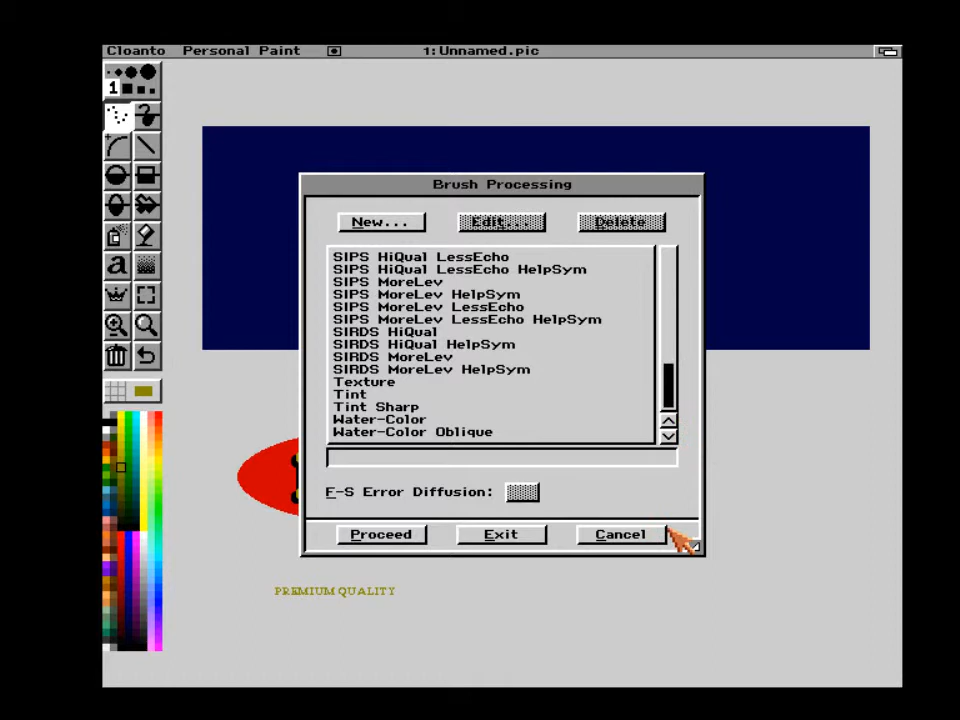 Cloanto Personal Paint 1:Unnamed.pic
1
a
Brush Processing
New... Edit... Delete
SIPS HiQual LessEcho
SIPS HiQual LessEcho HelpSym
SIPS MoreLev
SIPS MoreLev HelpSym
SIPS MoreLev LessEcho
SIPS MoreLev LessEcho HelpSym
SIRDS HiQual
SIRDS HiQual HelpSym
SIRDS MoreLev
SIRDS MoreLev HelpSym
Texture
Tint
Tint Sharp
Water-Color
Water-Color Oblique
F-S Error Diffusion:
Proceed Exit Cancel
PREMIUM QUALITY